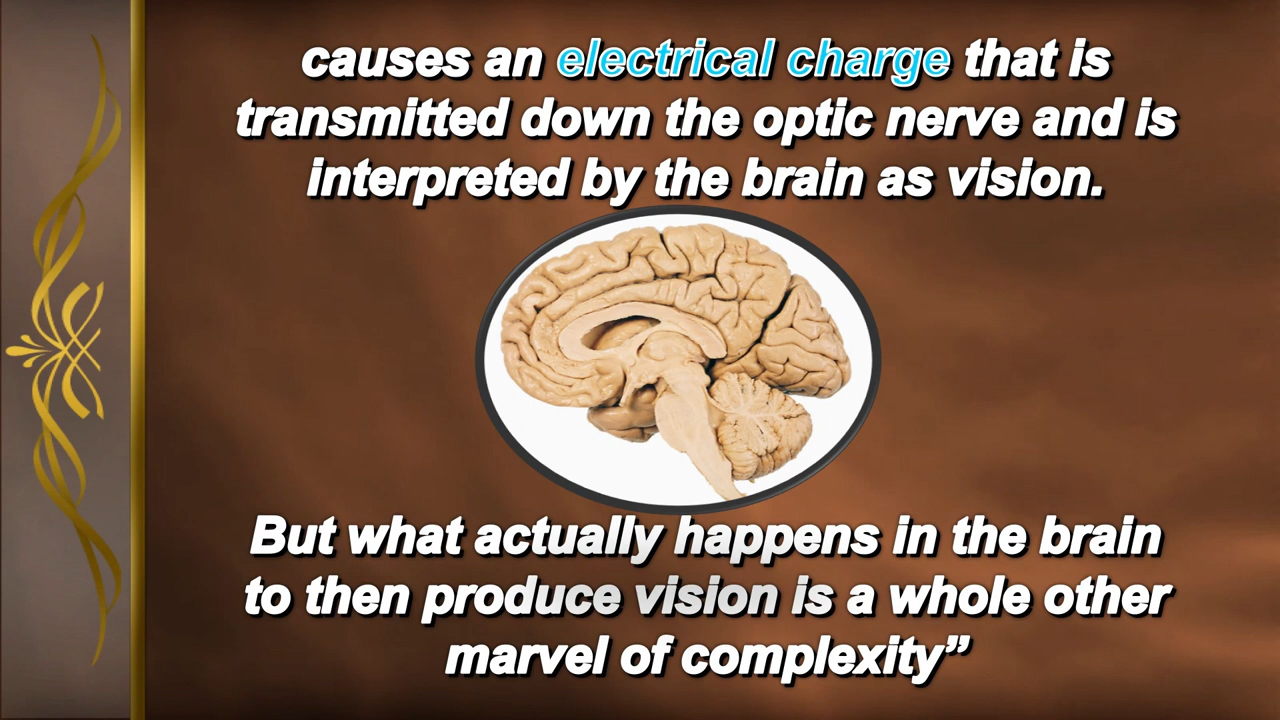 causes an electrical charge that is
transmitted down the optic nerve and is
interpreted by the brain as vision.
But what actually happens in the brain
to then produce vision is a whole other
marvel of complexity”